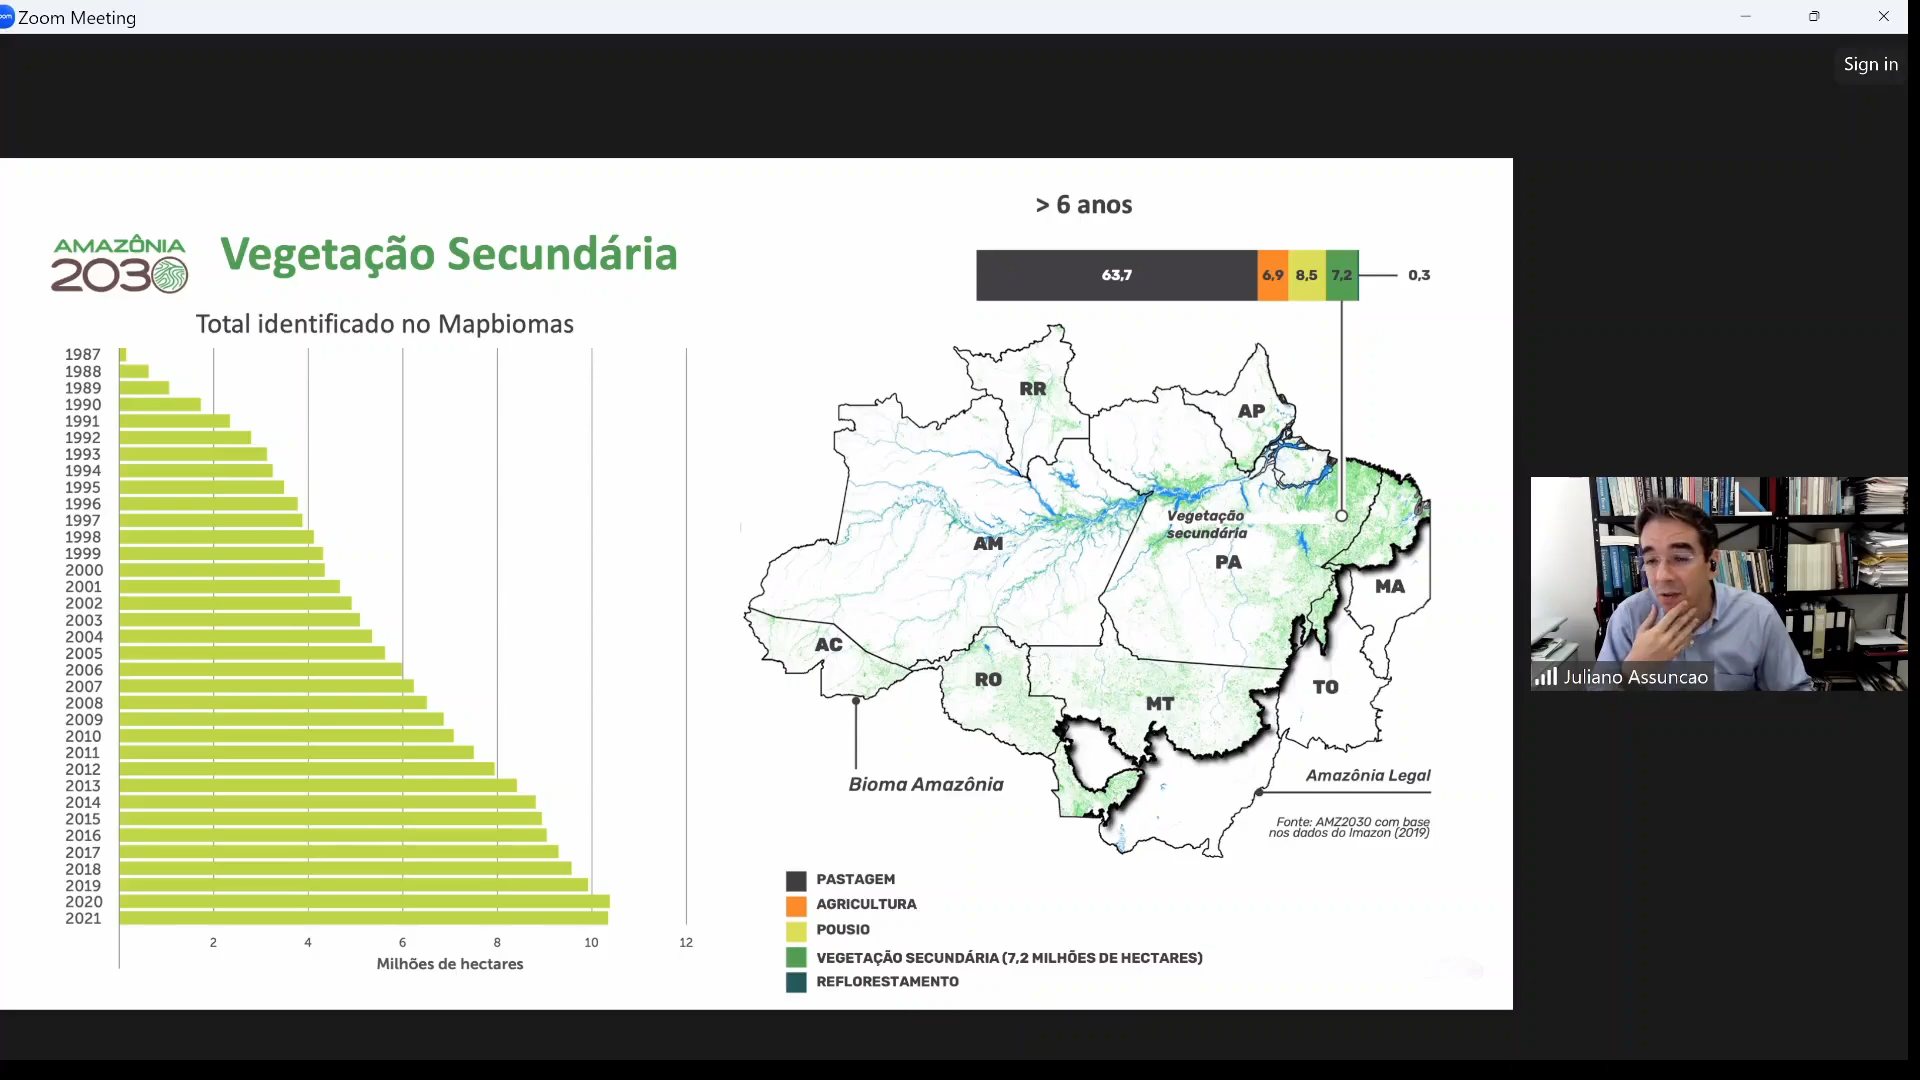 Zoom Meeting
Sign in
> 6 anos
AMAZÔNIA
2030
Vegetação Secundária
63,7
6,9
8,5
7,2
0,3
Total identificado no Mapbiomas
1987
1988
1989
1990
1991
1992
1993
1994
1995
1996
1997
1998
1999
2000
2001
2002
2003
2004
2005
2006
2007
2008
2009
2010
2011
2012
2013
2014
2015
2016
2017
2018
2019
2020
2021
2
4
6
8
10
12
Milhões de hectares
RR
AP
Vegetação
secundária
AM
PA
MA
AC
RO
TO
MT
Bioma Amazônia
Amazônia Legal
Fonte: AMZ2030 com base
nos dados do Imazon (2019)
PASTAGEM
AGRICULTURA
POUSIO
VEGETAÇÃO SECUNDÁRIA (7,2 MILHÕES DE HECTARES)
REFLORESTAMENTO
Juliano Assuncao